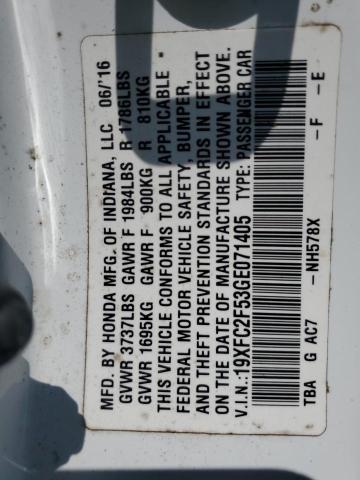 MFD. BY HONDA MFG. OF INDIANA, LLC 06/'16
GVWR 3737LBS GAWR F 1984LBS R 1786LBS
GVWR 1695KG GAWR F 900KG R 810KG
THIS VEHICLE CONFORMS TO ALL APPLICABLE
FEDERAL MOTOR VEHICLE SAFETY, BUMPER,
AND THEFT PREVENTION STANDARDS IN EFFECT
ON THE DATE OF MANUFACTURE SHOWN ABOVE.
V.I.N.: 19XFC2F53GE071405 TYPE: PASSENGER CAR
TBA G AC7 -NH578X -F -E